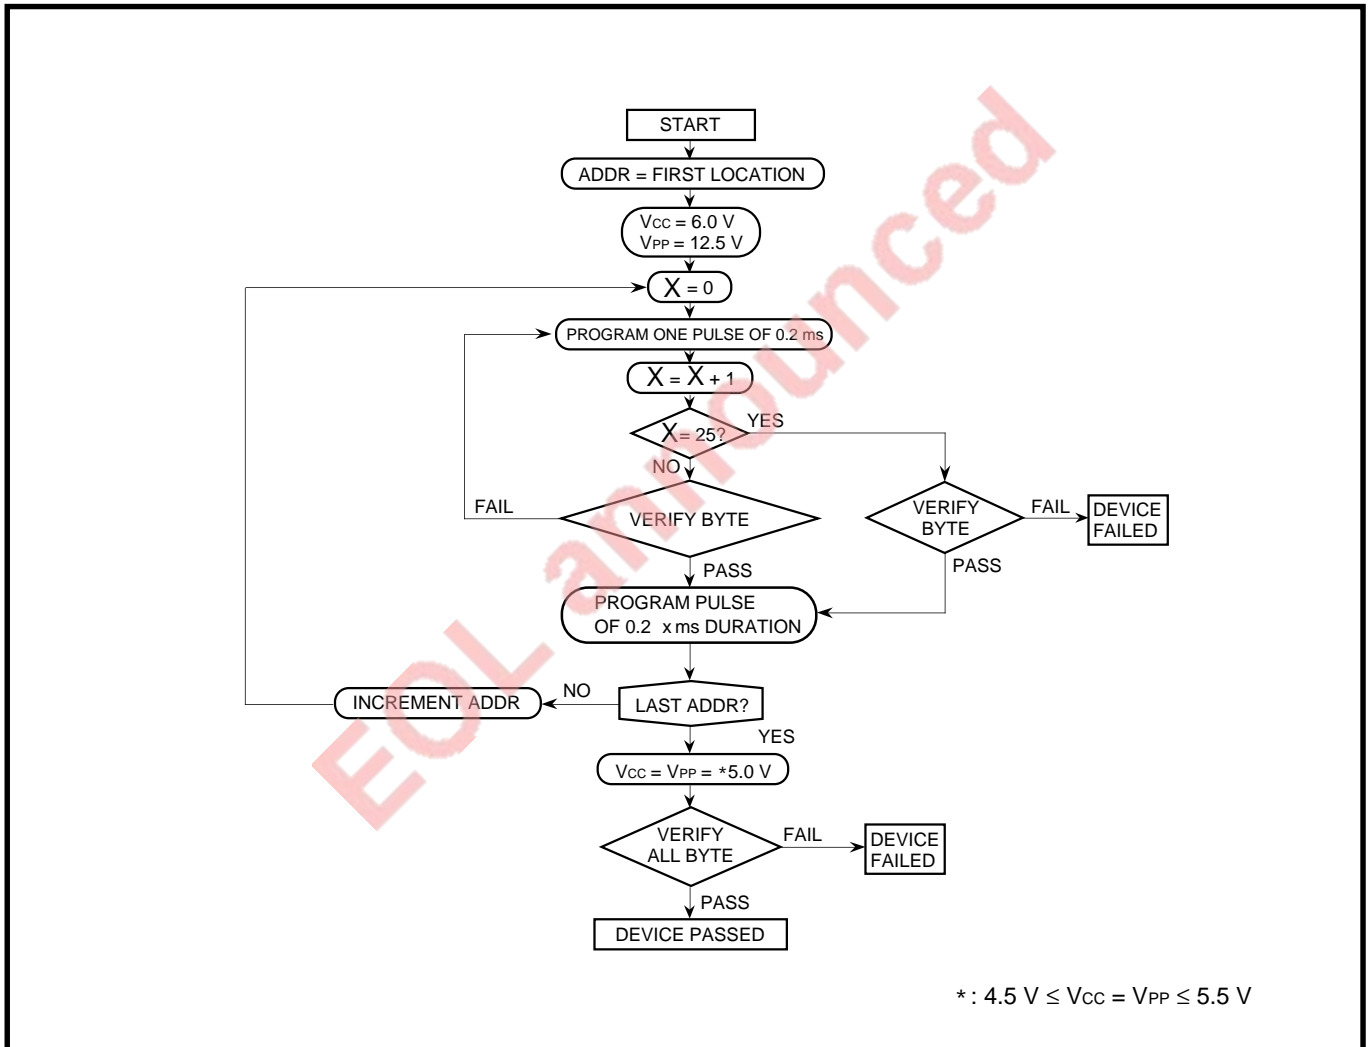 START
ADDR = FIRST LOCATION
VCC = 6.0 V
VPP = 12.5 V
X = 0
PROGRAM ONE PULSE OF 0.2 ms
X = X + 1
X = 25?
YES
NO
FAIL
VERIFY BYTE
VERIFY
BYTE
FAIL
DEVICE
FAILED
PASS
PASS
PROGRAM PULSE
OF 0.2 x ms DURATION
INCREMENT ADDR
NO
LAST ADDR?
YES
VCC = VPP = *5.0 V
VERIFY
ALL BYTE
FAIL
DEVICE
FAILED
PASS
DEVICE PASSED
* : 4.5 V ≤ VCC = VPP ≤ 5.5 V
EOL announced